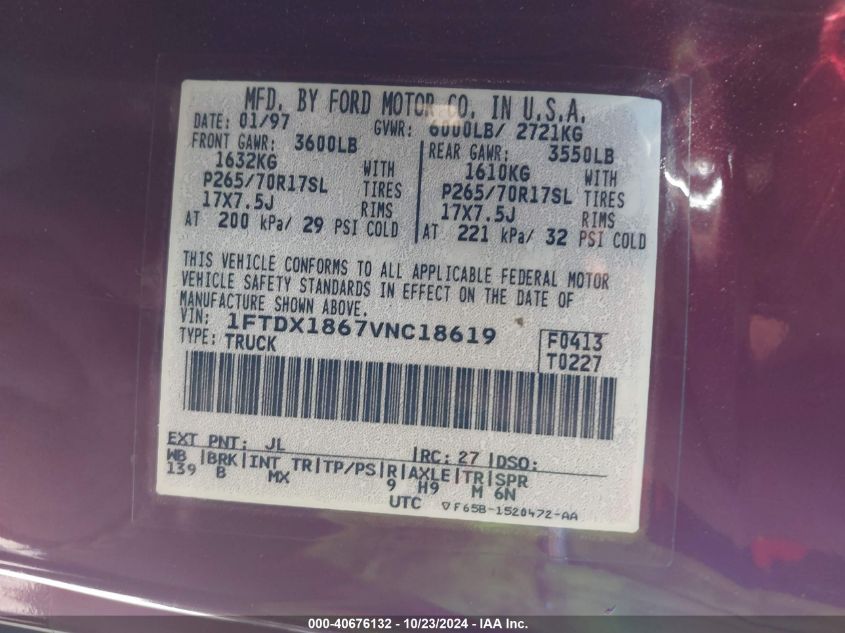 MFD. BY FORD MOTOR CO. IN U.S.A.
DATE: 01/97 GVWR: 6000LB/ 2721KG
FRONT GAWR: 3600LB REAR GAWR: 3550LB
1632KG WITH 1610KG WITH
P265/70R17SL TIRES P265/70R17SL TIRES
17X7.5J RIMS 17X7.5J RIMS
AT 200 kPa/ 29 PSI COLD AT 221 kPa/ 32 PSI COLD
THIS VEHICLE CONFORMS TO ALL APPLICABLE FEDERAL MOTOR
VEHICLE SAFETY STANDARDS IN EFFECT ON THE DATE OF
MANUFACTURE SHOWN ABOVE.
VIN: 1FTDX1867VNC18619 F0413
TYPE: TRUCK T0227
EXT PNT: JL RC: 27 DSO:
WB BRK INT TR TP/PS R AXLE TR SPR
139 B MX 9 H9 M 6N
UTC ▽F65B-1520472-AA
000-40676132 - 10/23/2024 - IAA Inc.